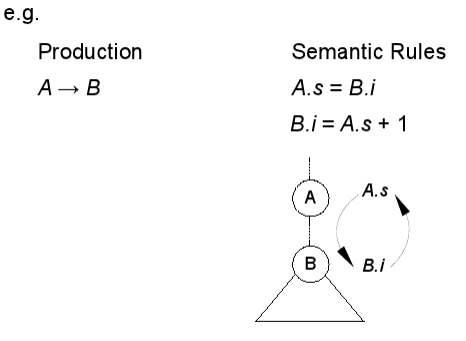 e.g.
Production Semantic Rules
A → B A.s = B.i
B.i = A.s + 1
A A.s
B B.i